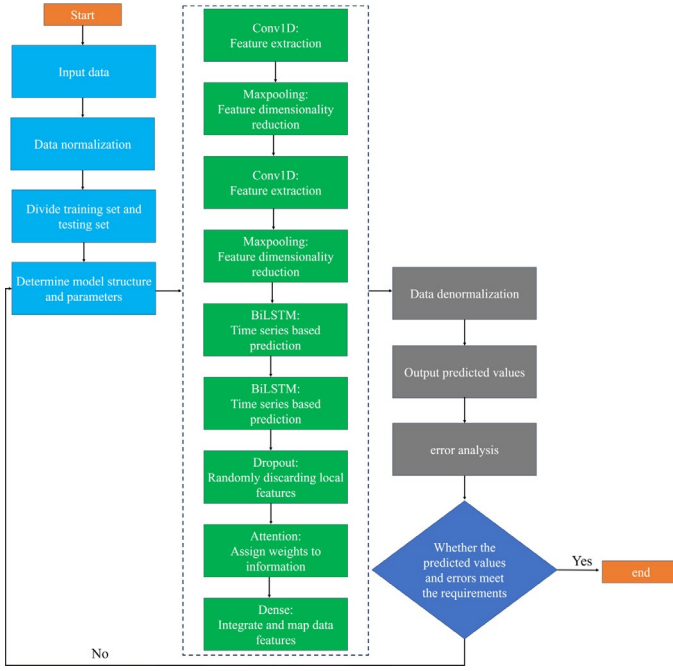 Start
Input data
Data normalization
Divide training set and
testing set
Determine model structure
and parameters
Conv1D:
Feature extraction
Maxpooling:
Feature dimensionality
reduction
Conv1D:
Feature extraction
Maxpooling:
Feature dimensionality
reduction
BiLSTM:
Time series based
prediction
BiLSTM:
Time series based
prediction
Dropout:
Randomly discarding local
features
Attention:
Assign weights to
information
Dense:
Integrate and map data
features
Data denormalization
Output predicted values
error analysis
Whether the
predicted values
and errors meet
the requirements
Yes
end
No